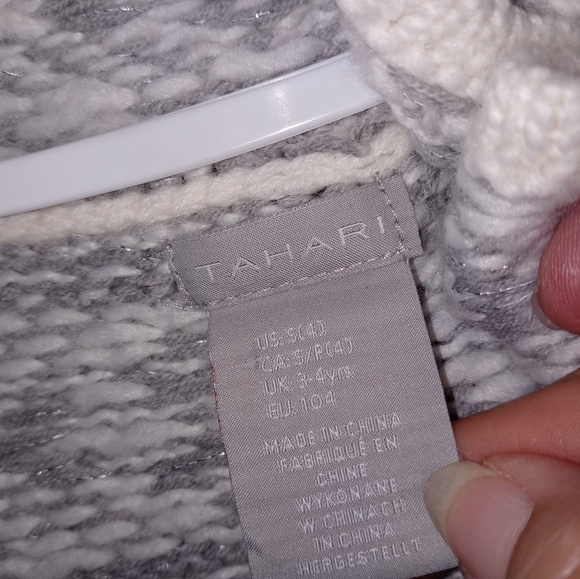 TAHARI
US: S(4)
CA: S/P(4)
UK: 3-4yrs
EU: 104
MADE IN CHINA
FABRIQUÉ EN
CHINE
WYKONANE
W CHINACH
IN CHINA
HERGESTELLT